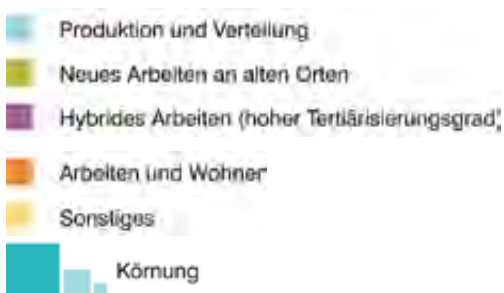 Produktion und Verteilung
Neues Arbeiten an alten Orten
Hybrides Arbeiten (hoher Tertiärisierungsgrad)
Arbeiten und Wohnen
Sonstiges
Körnung